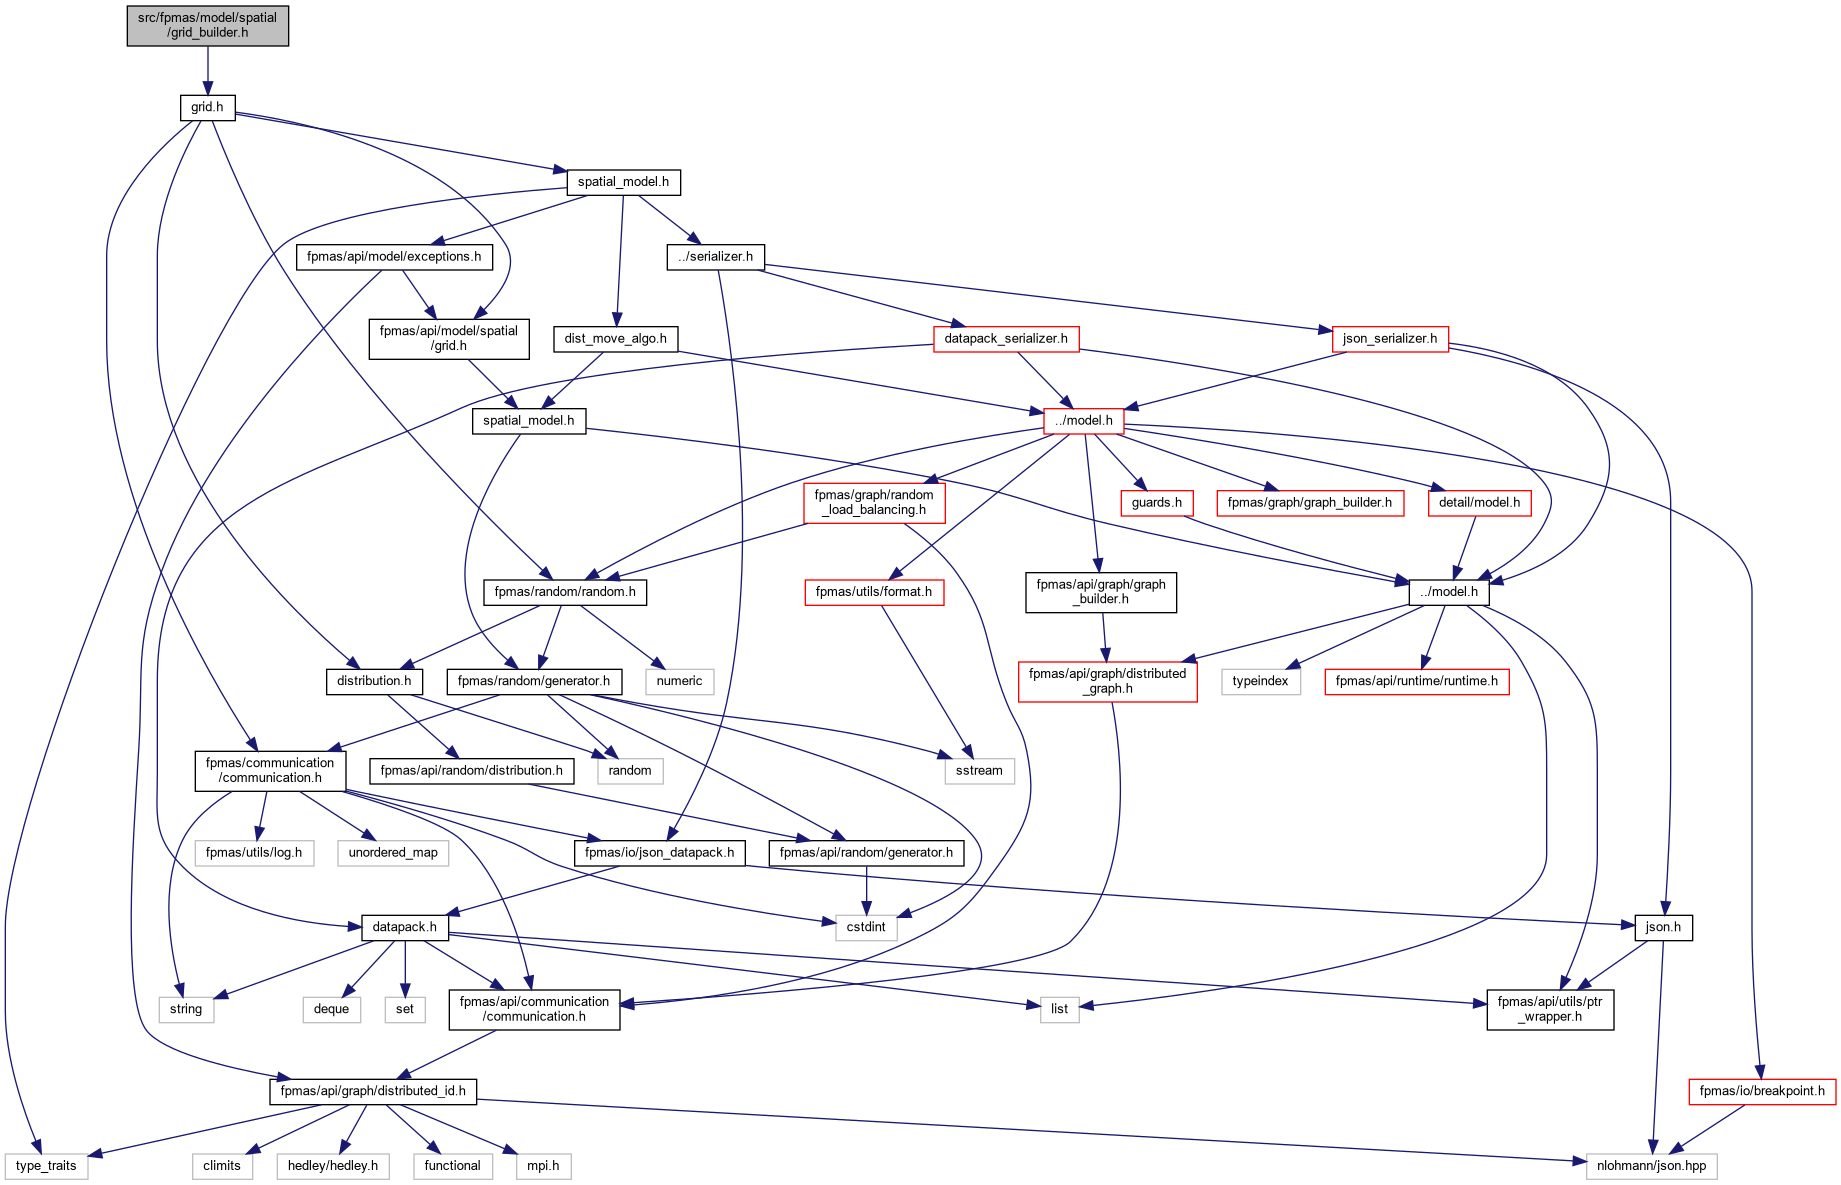 src/fpmas/model/spatial
/grid_builder.h
grid.h
spatial_model.h
fpmas/api/model/exceptions.h
../serializer.h
fpmas/api/model/spatial
/grid.h
dist_move_algo.h
datapack_serializer.h
json_serializer.h
spatial_model.h
../model.h
fpmas/graph/random
_load_balancing.h
guards.h
fpmas/graph/graph_builder.h
detail/model.h
fpmas/random/random.h
fpmas/utils/format.h
fpmas/api/graph/graph
_builder.h
../model.h
distribution.h
fpmas/random/generator.h
numeric
fpmas/api/graph/distributed
_graph.h
typeindex
fpmas/api/runtime/runtime.h
fpmas/communication
/communication.h
fpmas/api/random/distribution.h
random
sstream
fpmas/utils/log.h
unordered_map
fpmas/io/json_datapack.h
fpmas/api/random/generator.h
datapack.h
cstdint
json.h
string
deque
set
fpmas/api/communication
/communication.h
list
fpmas/api/utils/ptr
_wrapper.h
fpmas/api/graph/distributed_id.h
fpmas/io/breakpoint.h
type_traits
climits
hedley/hedley.h
functional
mpi.h
nlohmann/json.hpp